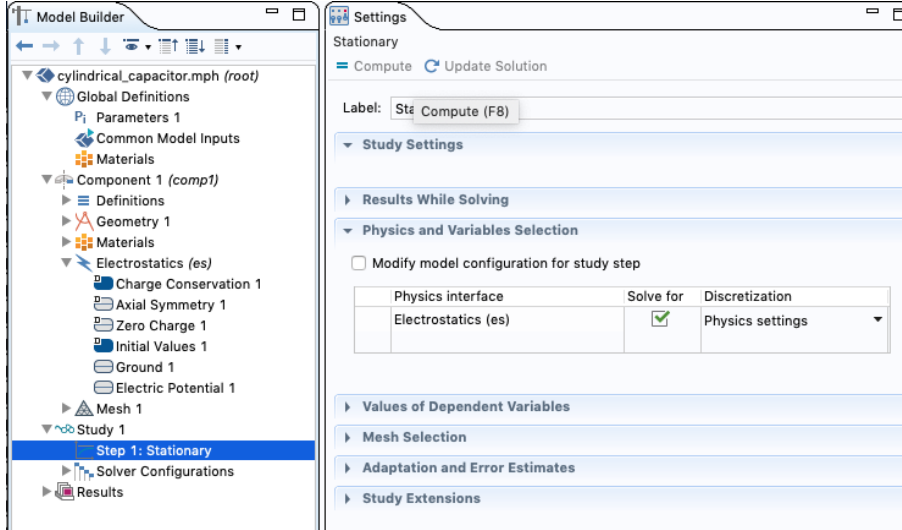 Model Builder
cylindrical_capacitor.mph (root)
Global Definitions
Pi Parameters 1
Common Model Inputs
Materials
Component 1 (comp1)
Definitions
Geometry 1
Materials
Electrostatics (es)
Charge Conservation 1
Axial Symmetry 1
Zero Charge 1
Initial Values 1
Ground 1
Electric Potential 1
Mesh 1
Study 1
Step 1: Stationary
Solver Configurations
Results
Settings
Stationary
= Compute Update Solution
Label: Sta Compute (F8)
Study Settings
Results While Solving
Physics and Variables Selection
Modify model configuration for study step
Physics interface Solve for Discretization
Electrostatics (es) Physics settings
Values of Dependent Variables
Mesh Selection
Adaptation and Error Estimates
Study Extensions